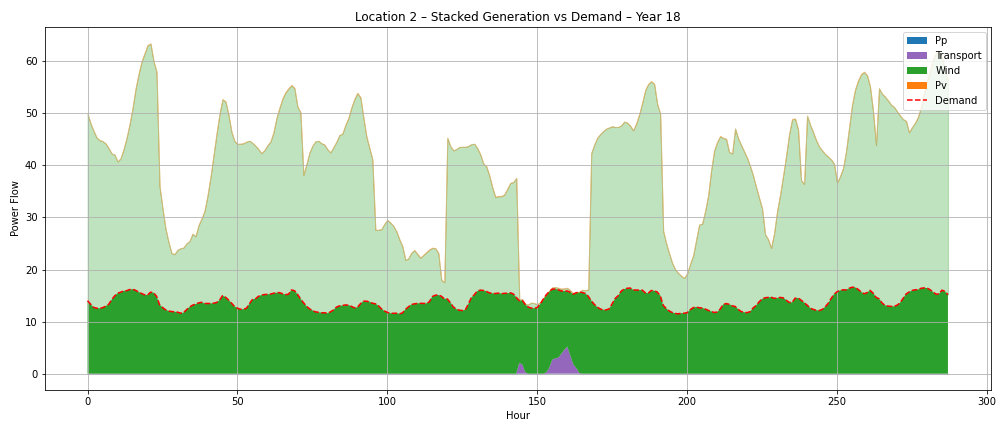 Location 2 – Stacked Generation vs Demand – Year 18
Power Flow
60
50
40
30
20
10
0
0 50 100 150 200 250 300
Hour
Pp
Transport
Wind
Pv
Demand